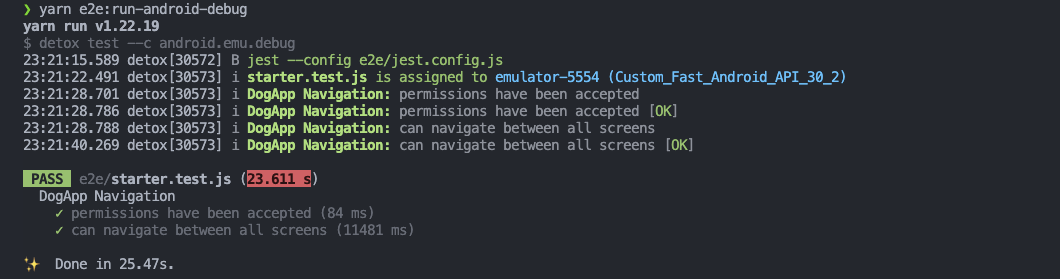 ❯ yarn e2e:run-android-debug
yarn run v1.22.19
$ detox test --c android.emu.debug
23:21:15.589 detox[30572] B jest --config e2e/jest.config.js
23:21:22.491 detox[30573] i starter.test.js is assigned to emulator-5554 (Custom_Fast_Android_API_30_2)
23:21:28.701 detox[30573] i DogApp Navigation: permissions have been accepted
23:21:28.786 detox[30573] i DogApp Navigation: permissions have been accepted [OK]
23:21:28.788 detox[30573] i DogApp Navigation: can navigate between all screens
23:21:40.269 detox[30573] i DogApp Navigation: can navigate between all screens [OK]
PASS e2e/starter.test.js (23.611 s)
DogApp Navigation
✓ permissions have been accepted (84 ms)
✓ can navigate between all screens (11481 ms)
✨ Done in 25.47s.